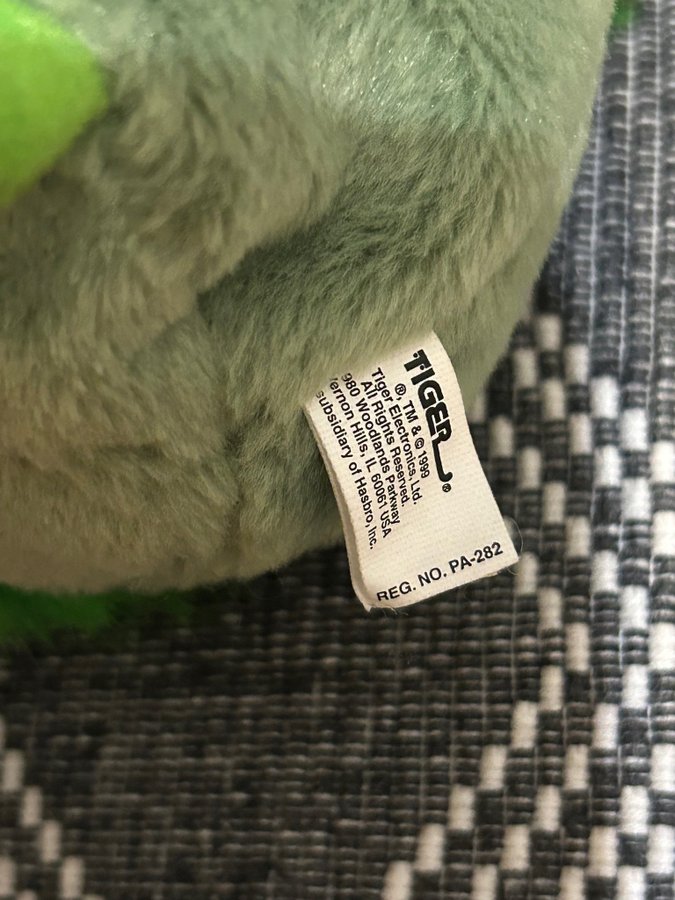 TIGER®
®, TM & © 1999
Tiger Electronics, Ltd.
All Rights Reserved.
980 Woodlands Parkway
Vernon Hills, IL 60061 USA
subsidiary of Hasbro, Inc.
REG. NO. PA-282